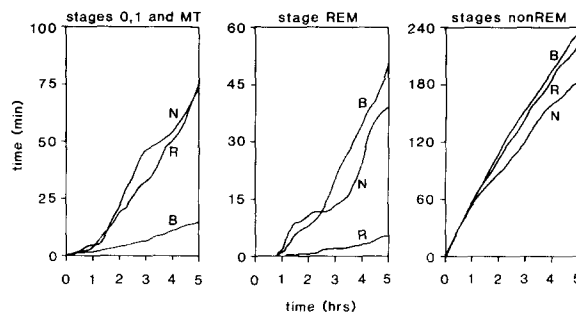 stages 0,1 and MT
stage REM
stages nonREM
time (min)
100
75
50
25
0
N
R
B
0 1 2 3 4 5
60
45
30
15
0
B
N
R
0 1 2 3 4 5
240
180
120
60
0
B
R
N
0 1 2 3 4 5
time (hrs)